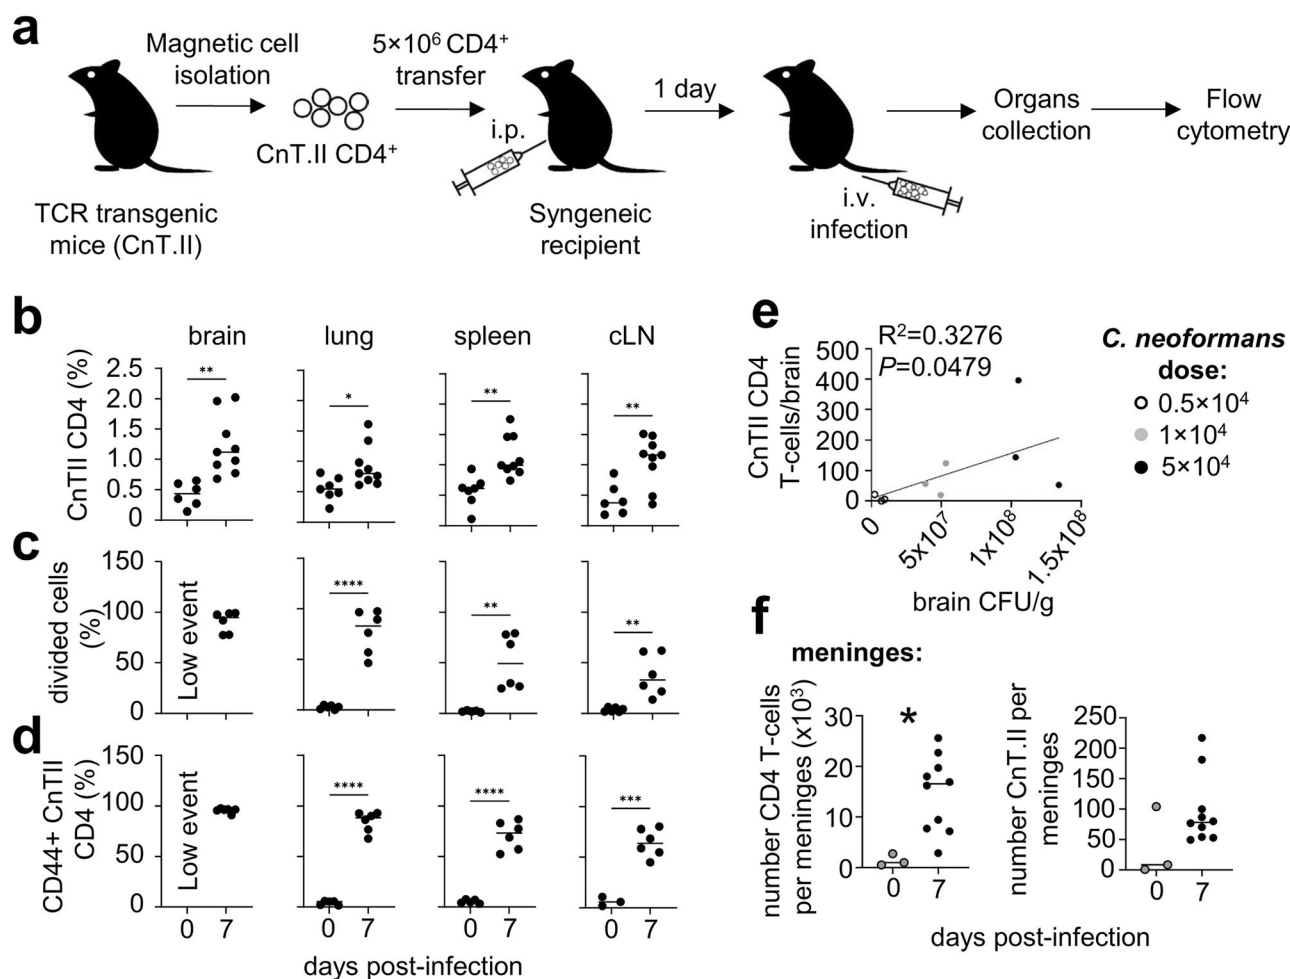 a
Magnetic cell
isolation
5×10⁶ CD4⁺
transfer
1 day
i.p.
CnT.II CD4⁺
TCR transgenic
mice (CnT.II)
Syngeneic
recipient
i.v.
infection
Organs
collection
Flow
cytometry
b
brain
lung
spleen
cLN
CnTII CD4 (%)
2.5
2.0
1.5
1.0
0.5
0
**
*
**
**
c
divided cells
(%)
150
100
50
0
Low event
****
**
**
d
CD44+ CnTII
CD4 (%)
150
100
50
0
Low event
****
****
***
0 7
0 7
0 7
0 7
days post-infection
e
R²=0.3276
P=0.0479
CnTII CD4
T-cells/brain
500
400
300
200
100
0
0
5x10⁷
1x10⁸
1.5x10⁸
brain CFU/g
C. neoformans
dose:
0.5×10⁴
1×10⁴
5×10⁴
f
meninges:
number CD4 T-cells
per meninges (x10³)
30
20
10
0
*
0 7
number CnT.II per
meninges
250
200
150
100
50
0
0 7
days post-infection